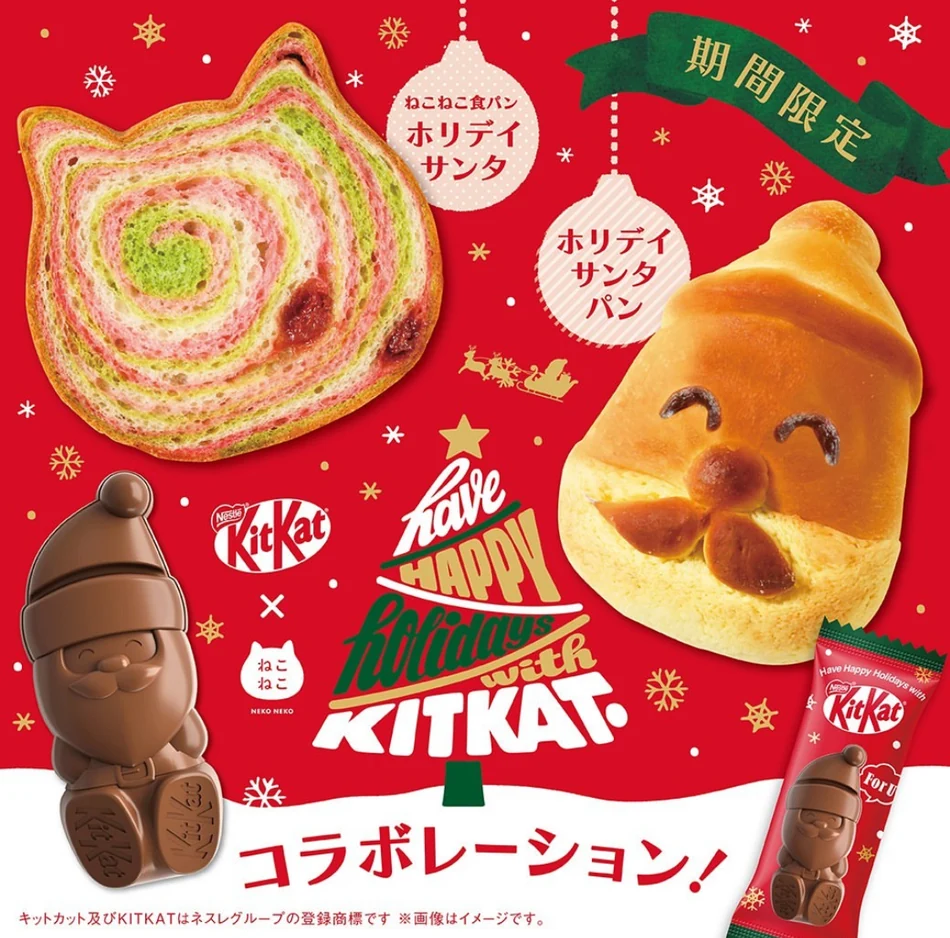 期間限定
ねこねこ食パン
ホリデイ
サンタ
ホリデイ
サンタ
パン
Nestlé
KitKat
×
ねこ
ねこ
NEKO NEKO
have
HAPPY
holidays
with
KITKAT.
KitKat
KitKat
Have Happy Holidays with
Nestlé
KitKat
For U
コラボレーション!
キットカット及びKITKATはネスレグループの登録商標です ※画像はイメージです。